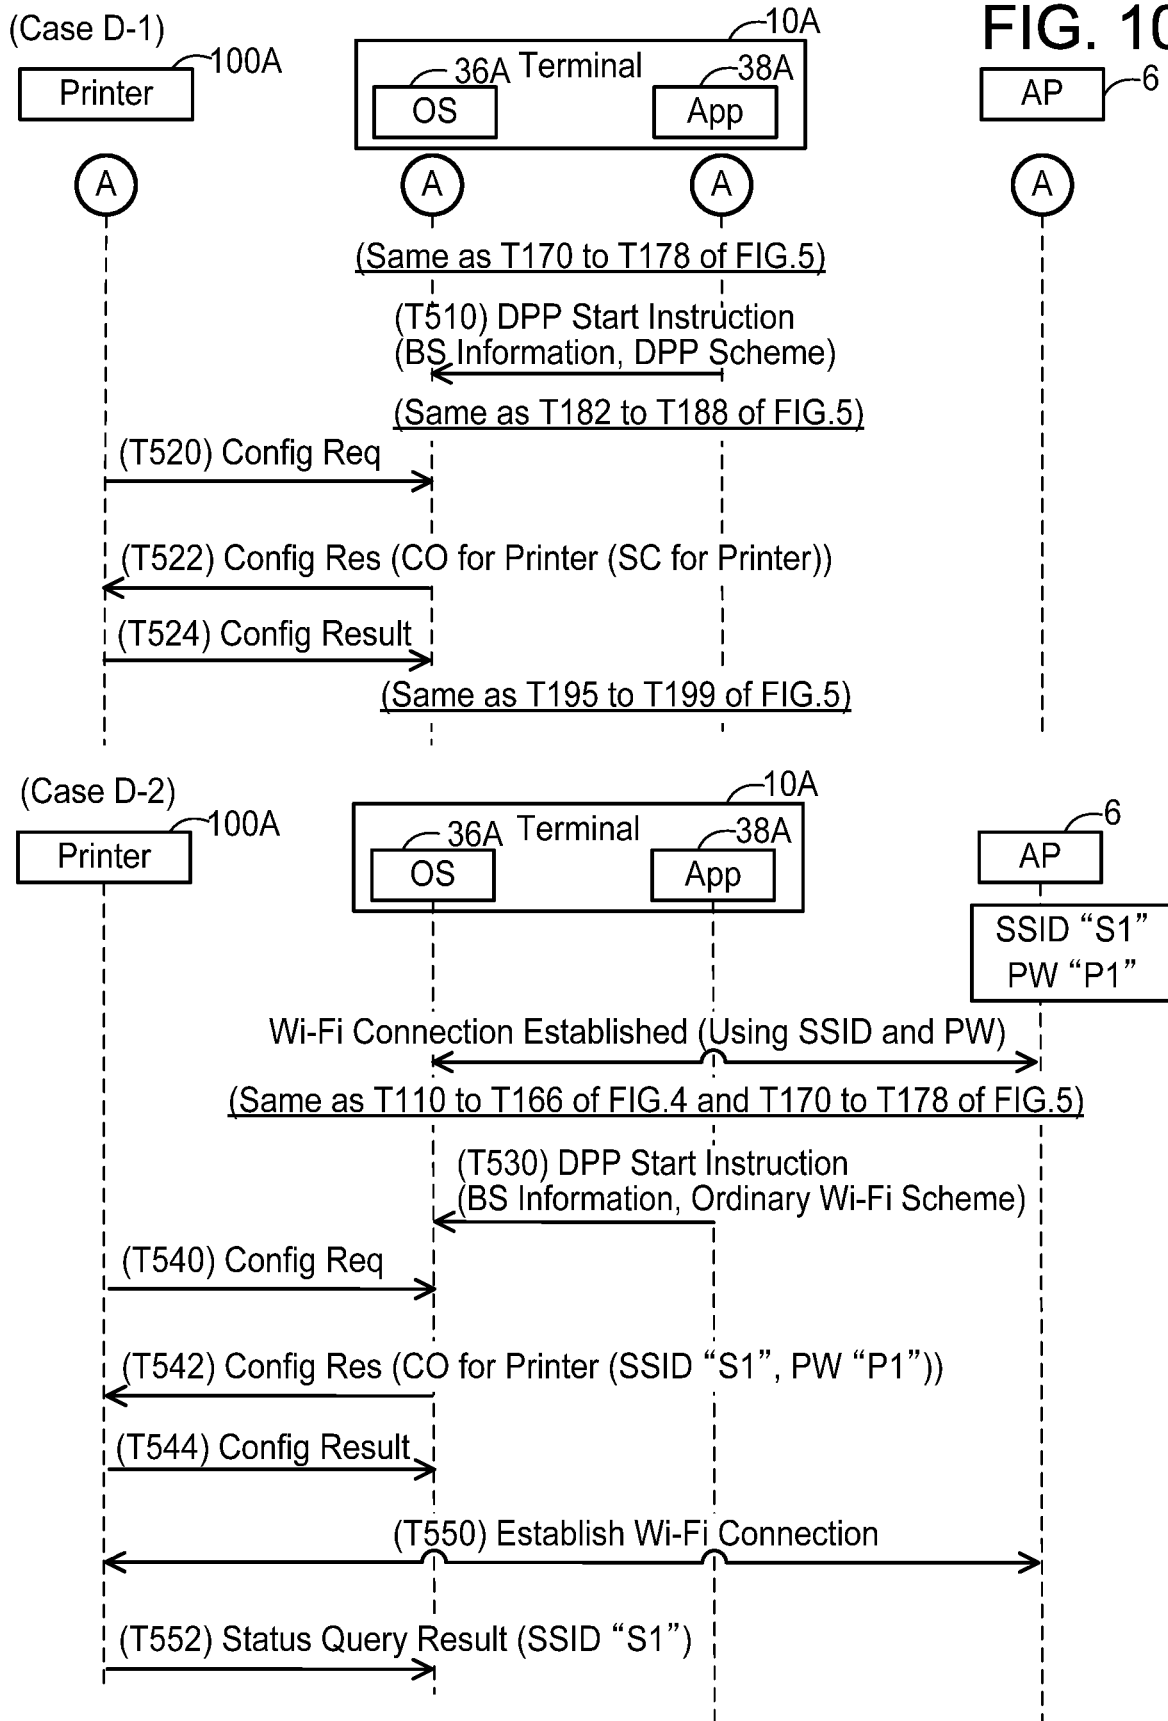 (Case D-1)
10A
FIG. 10
100A
Printer
36A
Terminal
38A
OS
App
AP
6
A
A
A
A
(Same as T170 to T178 of FIG.5)
(T510) DPP Start Instruction
(BS Information, DPP Scheme)
(Same as T182 to T188 of FIG.5)
(T520) Config Req
(T522) Config Res (CO for Printer (SC for Printer))
(T524) Config Result
(Same as T195 to T199 of FIG.5)
(Case D-2)
10A
100A
Printer
36A
Terminal
38A
OS
App
6
AP
SSID “S1”
PW “P1”
Wi-Fi Connection Established (Using SSID and PW)
(Same as T110 to T166 of FIG.4 and T170 to T178 of FIG.5)
(T530) DPP Start Instruction
(BS Information, Ordinary Wi-Fi Scheme)
(T540) Config Req
(T542) Config Res (CO for Printer (SSID “S1”, PW “P1”))
(T544) Config Result
(T550) Establish Wi-Fi Connection
(T552) Status Query Result (SSID “S1”)